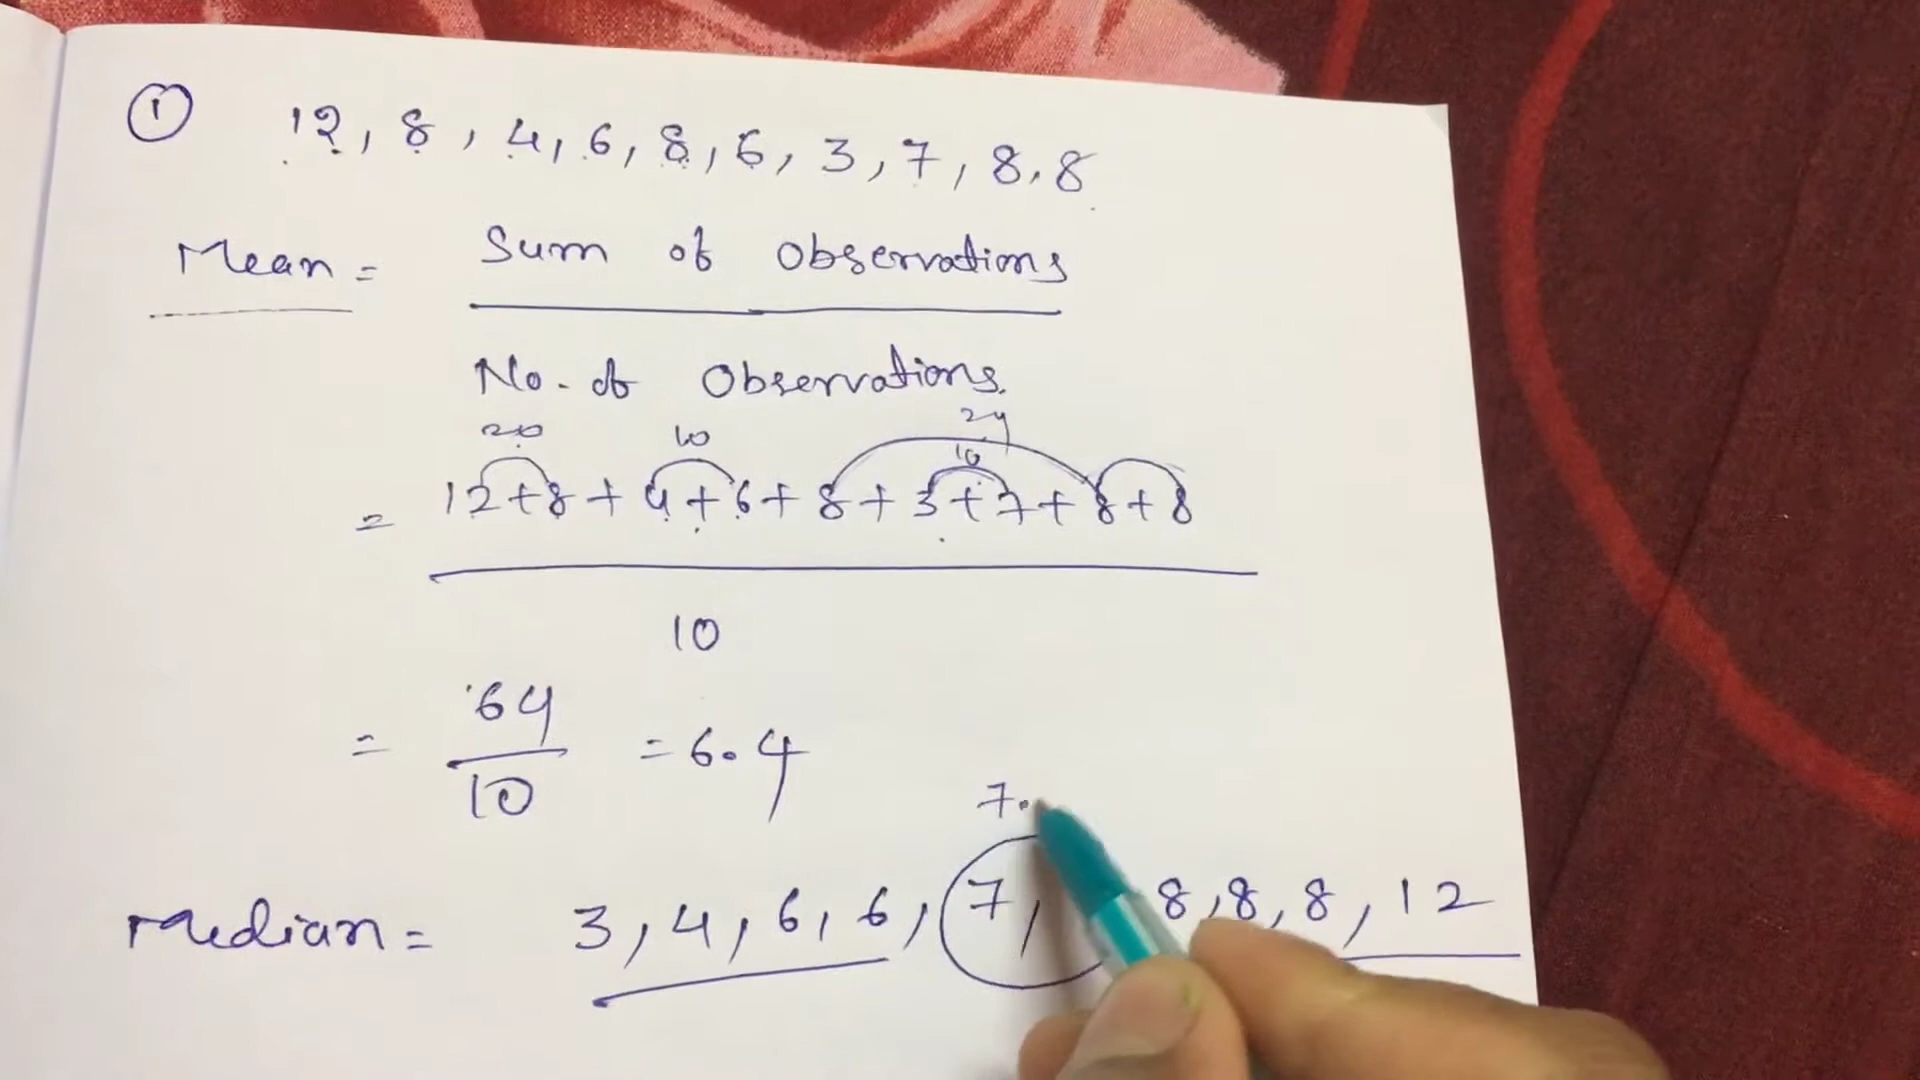 1 12, 8, 4, 6, 8, 6, 3, 7, 8, 8
Mean = Sum of Observations
No. of Observations.
20 10 10 24
= 12+8+4+6+8+3+7+8+8
10
= 64
10 = 6.4
7.
Median = 3, 4, 6, 6, 7, 8, 8, 8, 12